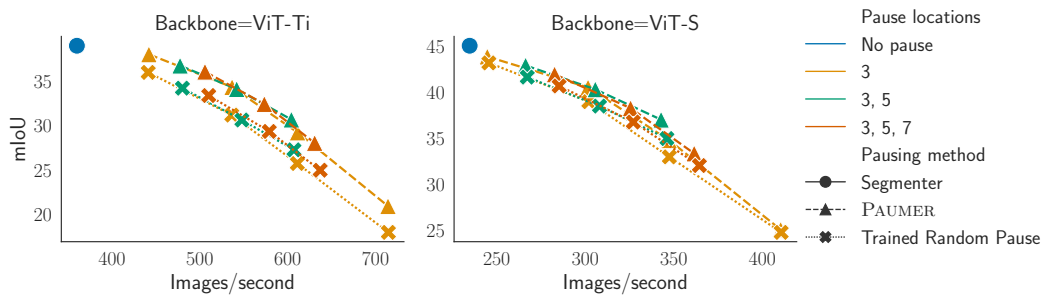 Backbone=ViT-Ti
mIoU
35
30
25
20
400
500
600
700
Images/second
Backbone=ViT-S
45
40
35
30
25
250
300
350
400
Images/second
Pause locations
No pause
3
3, 5
3, 5, 7
Pausing method
Segmenter
PAUMER
Trained Random Pause